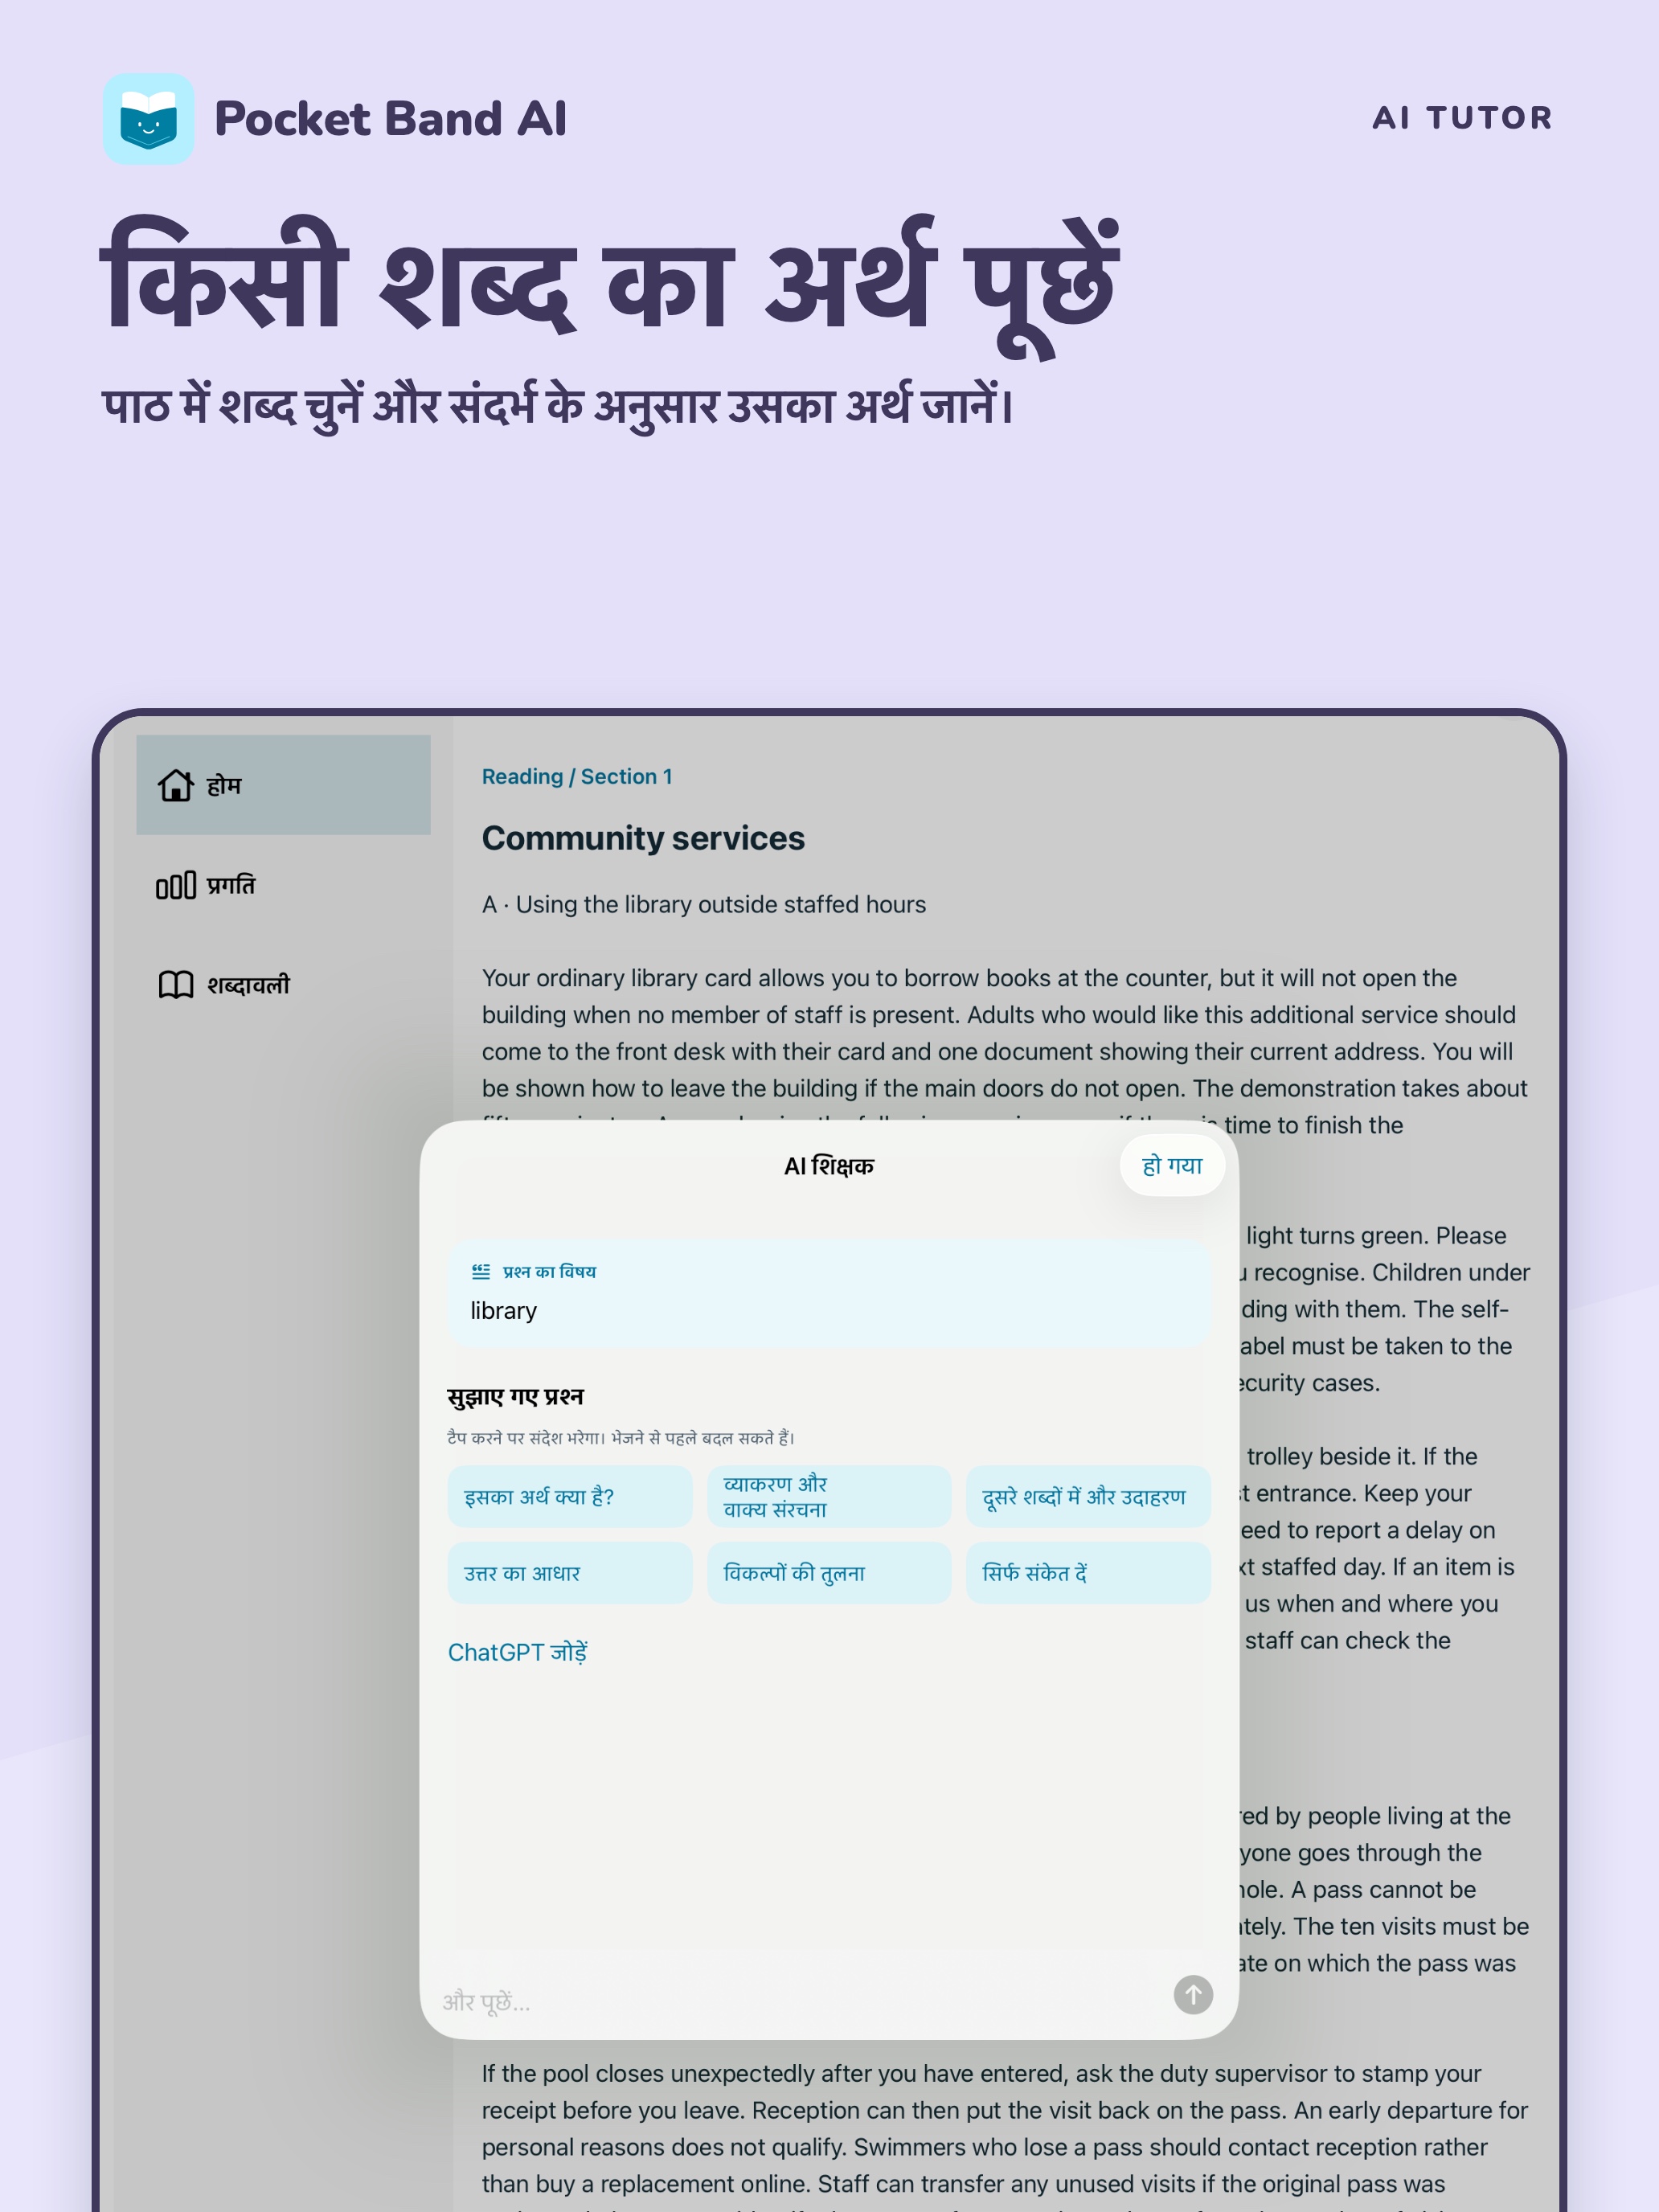 Pocket Band AI
AI TUTOR
किसी शब्द का अर्थ पूछें
पाठ में शब्द चुनें और संदर्भ के अनुसार उसका अर्थ जानें।
होम
प्रगति
शब्दावली
Reading / Section 1
Community services
A · Using the library outside staffed hours
Your ordinary library card allows you to borrow books at the counter, but it will not open the
building when no member of staff is present. Adults who would like this additional service should
come to the front desk with their card and one document showing their current address. You will
be shown how to leave the building if the main doors do not open. The demonstration takes about
time to finish the
AI शिक्षक
हो गया
प्रश्न का विषय
library
सुझाए गए प्रश्न
टैप करने पर संदेश भरेगा। भेजने से पहले बदल सकते हैं।
इसका अर्थ क्या है?
व्याकरण और
वाक्य संरचना
दूसरे शब्दों में और उदाहरण
उत्तर का आधार
विकल्पों की तुलना
सिर्फ संकेत दें
ChatGPT जोड़ें
और पूछें...
light turns green. Please
recognise. Children under
with them. The self-
must be taken to the
cases.
trolley beside it. If the
entrance. Keep your
to report a delay on
staffed day. If an item is
us when and where you
staff can check the
by people living at the
goes through the
A pass cannot be
The ten visits must be
on which the pass was
If the pool closes unexpectedly after you have entered, ask the duty supervisor to stamp your
receipt before you leave. Reception can then put the visit back on the pass. An early departure for
personal reasons does not qualify. Swimmers who lose a pass should contact reception rather
than buy a replacement online. Staff can transfer any unused visits if the original pass was